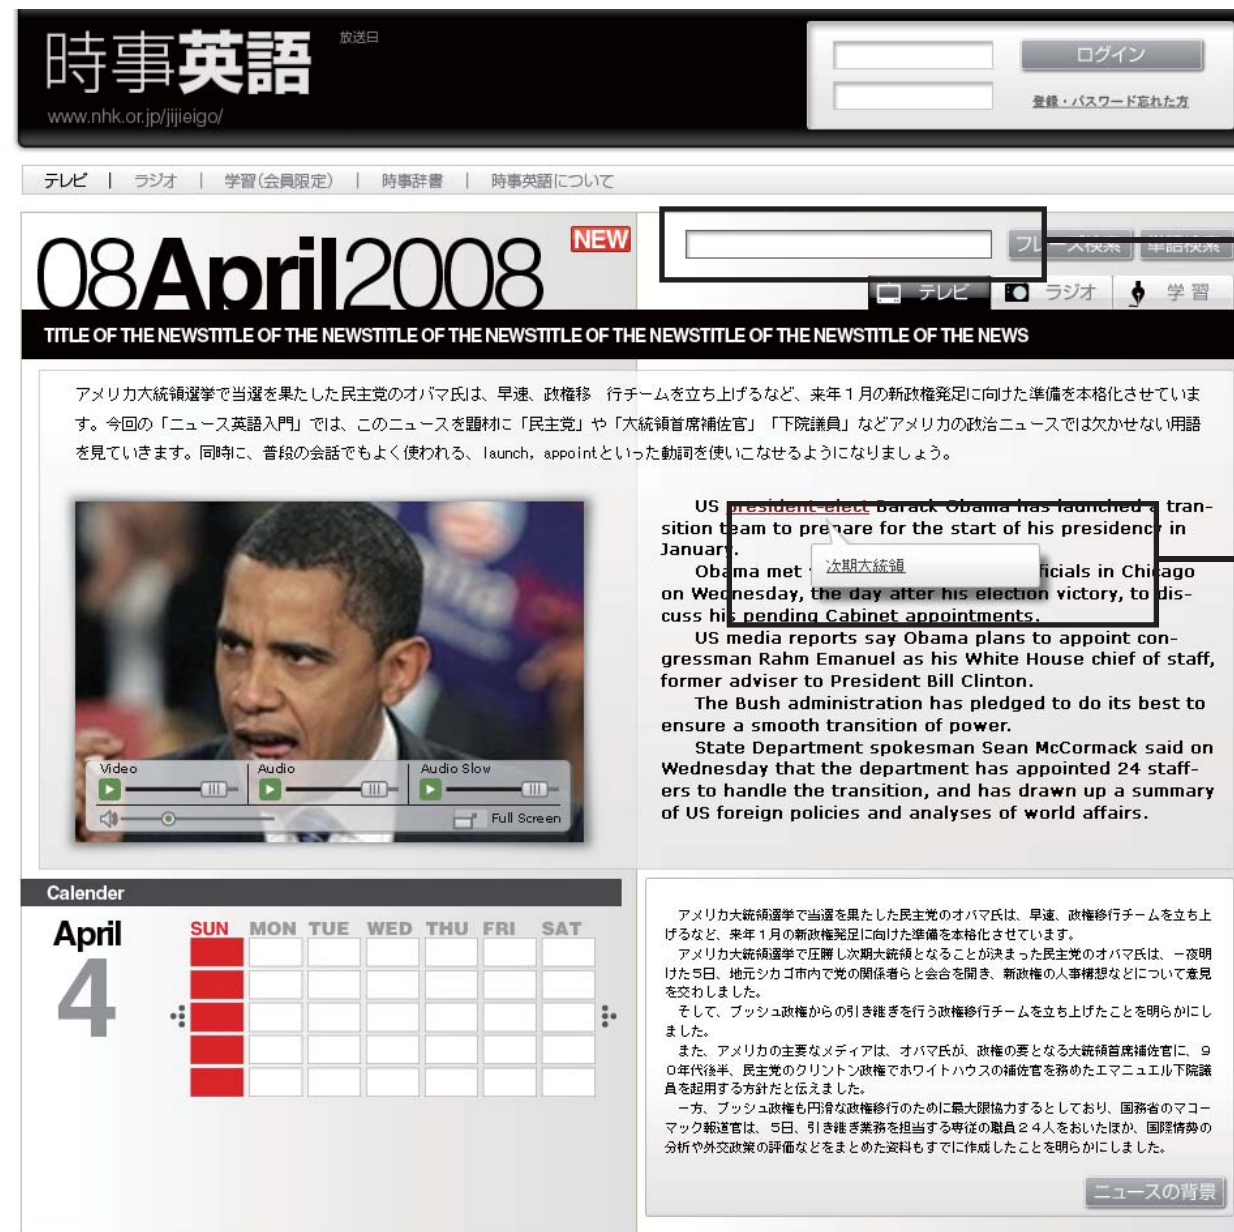 時事英語
放送日
www.nhk.or.jp/jijieigo/
ログイン
登録・パスワード忘れた方
テレビ | ラジオ | 学習(会員限定) | 時事辞書 | 時事英語について
08April2008
NEW
フレーズ検索 単語検索
テレビ ラジオ 学習
TITLE OF THE NEWSTITLE OF THE NEWSTITLE OF THE NEWSTITLE OF THE NEWSTITLE OF THE NEWSTITLE OF THE NEWS
アメリカ大統領選挙で当選を果たした民主党のオバマ氏は、早速、政権移 行チームを立ち上げるなど、来年1月の新政権発足に向けた準備を本格化させていま
す。今回の「ニュース英語入門」では、このニュースを題材に「民主党」や「大統領首席補佐官」「下院議員」などアメリカの政治ニュースでは欠かせない用語
を見ていきます。同時に、普段の会話でもよく使われる、launch, appointといった動詞を使いこなせるようになりましょう。
US president-elect Barack Obama has launched a tran-
sition team to prepare for the start of his presidency in
January.
次期大統領
Obama met ficials in Chicago
on Wednesday, the day after his election victory, to dis-
cuss his pending Cabinet appointments.
US media reports say Obama plans to appoint con-
gressman Rahm Emanuel as his White House chief of staff,
former adviser to President Bill Clinton.
The Bush administration has pledged to do its best to
ensure a smooth transition of power.
State Department spokesman Sean McCormack said on
Wednesday that the department has appointed 24 staff-
ers to handle the transition, and has drawn up a summary
of US foreign policies and analyses of world affairs.
Video Audio Audio Slow
Full Screen
Calender
April
4
SUN MON TUE WED THU FRI SAT
アメリカ大統領選挙で当選を果たした民主党のオバマ氏は、早速、政権移行チームを立ち上
げるなど、来年1月の新政権発足に向けた準備を本格化させています。
アメリカ大統領選挙で圧勝し次期大統領となることが決まった民主党のオバマ氏は、一夜明
けた5日、地元シカゴ市内で党の関係者らと会合を開き、新政権の人事構想などについて意見
を交わしました。
そして、ブッシュ政権からの引き継ぎを行う政権移行チームを立ち上げたことを明らかにし
ました。
また、アメリカの主要なメディアは、オバマ氏が、政権の要となる大統領首席補佐官に、9
0年代後半、民主党のクリントン政権でホワイトハウスの補佐官を務めたエマニュエル下院議
員を起用する方針だと伝えました。
一方、ブッシュ政権も円滑な政権移行のために最大限協力するとしており、国務省のマコー
マック報道官は、5日、引き継ぎ業務を担当する専従の職員24人をおいたほか、国際情勢の
分析や外交政策の評価などをまとめた資料もすでに作成したことを明らかにしました。
ニュースの背景